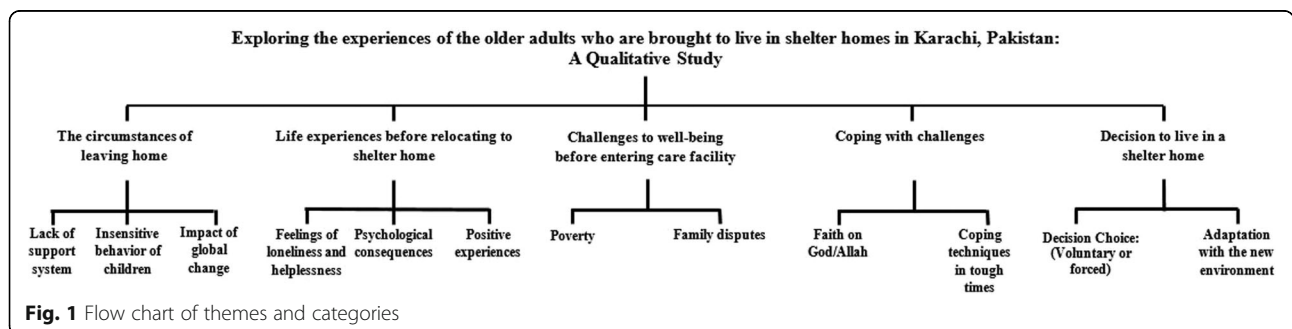 Exploring the experiences of the older adults who are brought to live in shelter homes in Karachi, Pakistan:
A Qualitative Study
The circumstances of
leaving home
Life experiences before relocating to
shelter home
Challenges to well-being
before entering care facility
Coping with challenges
Decision to live in a
shelter home
Lack of
support
system
Insensitive
behavior of
children
Impact of
global
change
Feelings of
loneliness and
helplessness
Psychological
consequences
Positive
experiences
Poverty
Family disputes
Faith on
God/Allah
Coping
techniques
in tough
times
Decision Choice:
(Voluntary or
forced)
Adaptation
with the new
environment
Fig. 1 Flow chart of themes and categories